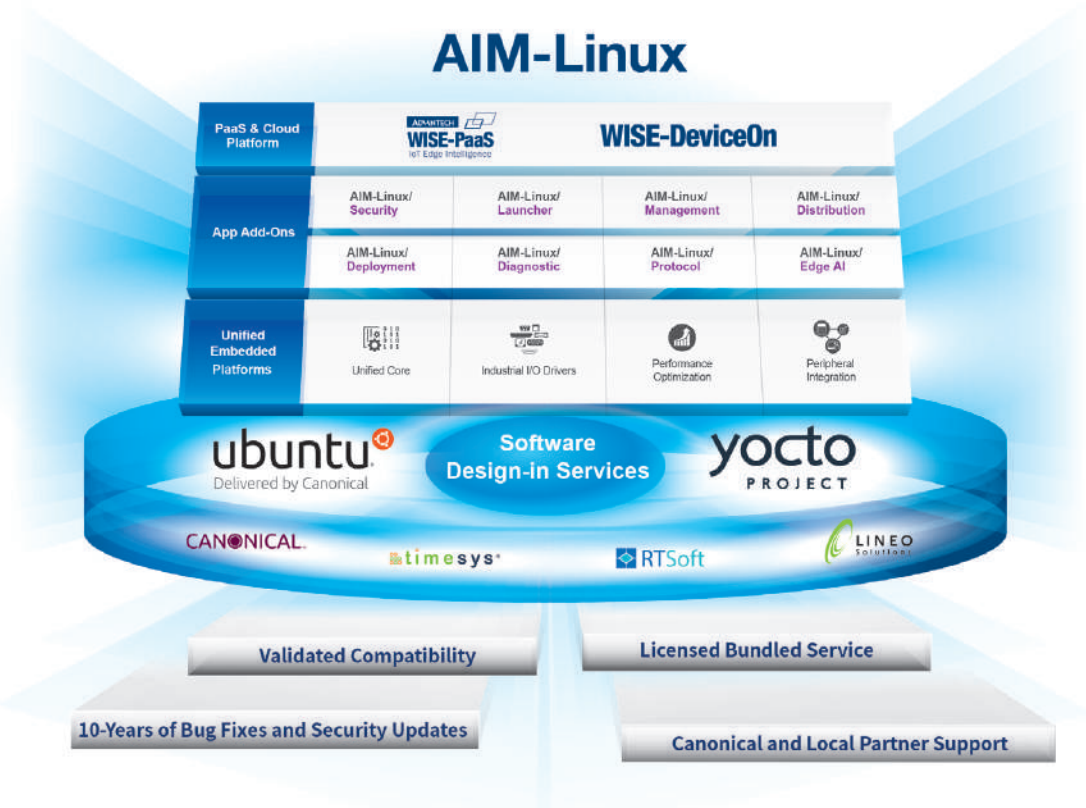 AIM-Linux
PaaS & Cloud
Platform
ADVANTECH
WISE-PaaS
IoT Edge Intelligence
WISE-DeviceOn
App Add-Ons
AIM-Linux/
Security
AIM-Linux/
Launcher
AIM-Linux/
Management
AIM-Linux/
Distribution
AIM-Linux/
Deployment
AIM-Linux/
Diagnostic
AIM-Linux/
Protocol
AIM-Linux/
Edge AI
Unified
Embedded
Platforms
Unified Core
Industrial I/O Drivers
Performance
Optimization
Peripheral
Integration
ubuntu
Delivered by Canonical
Software
Design-in Services
yocto
PROJECT
CANONICAL
timesys
RTSoft
LINEO
Solutions
Validated Compatibility
Licensed Bundled Service
10-Years of Bug Fixes and Security Updates
Canonical and Local Partner Support